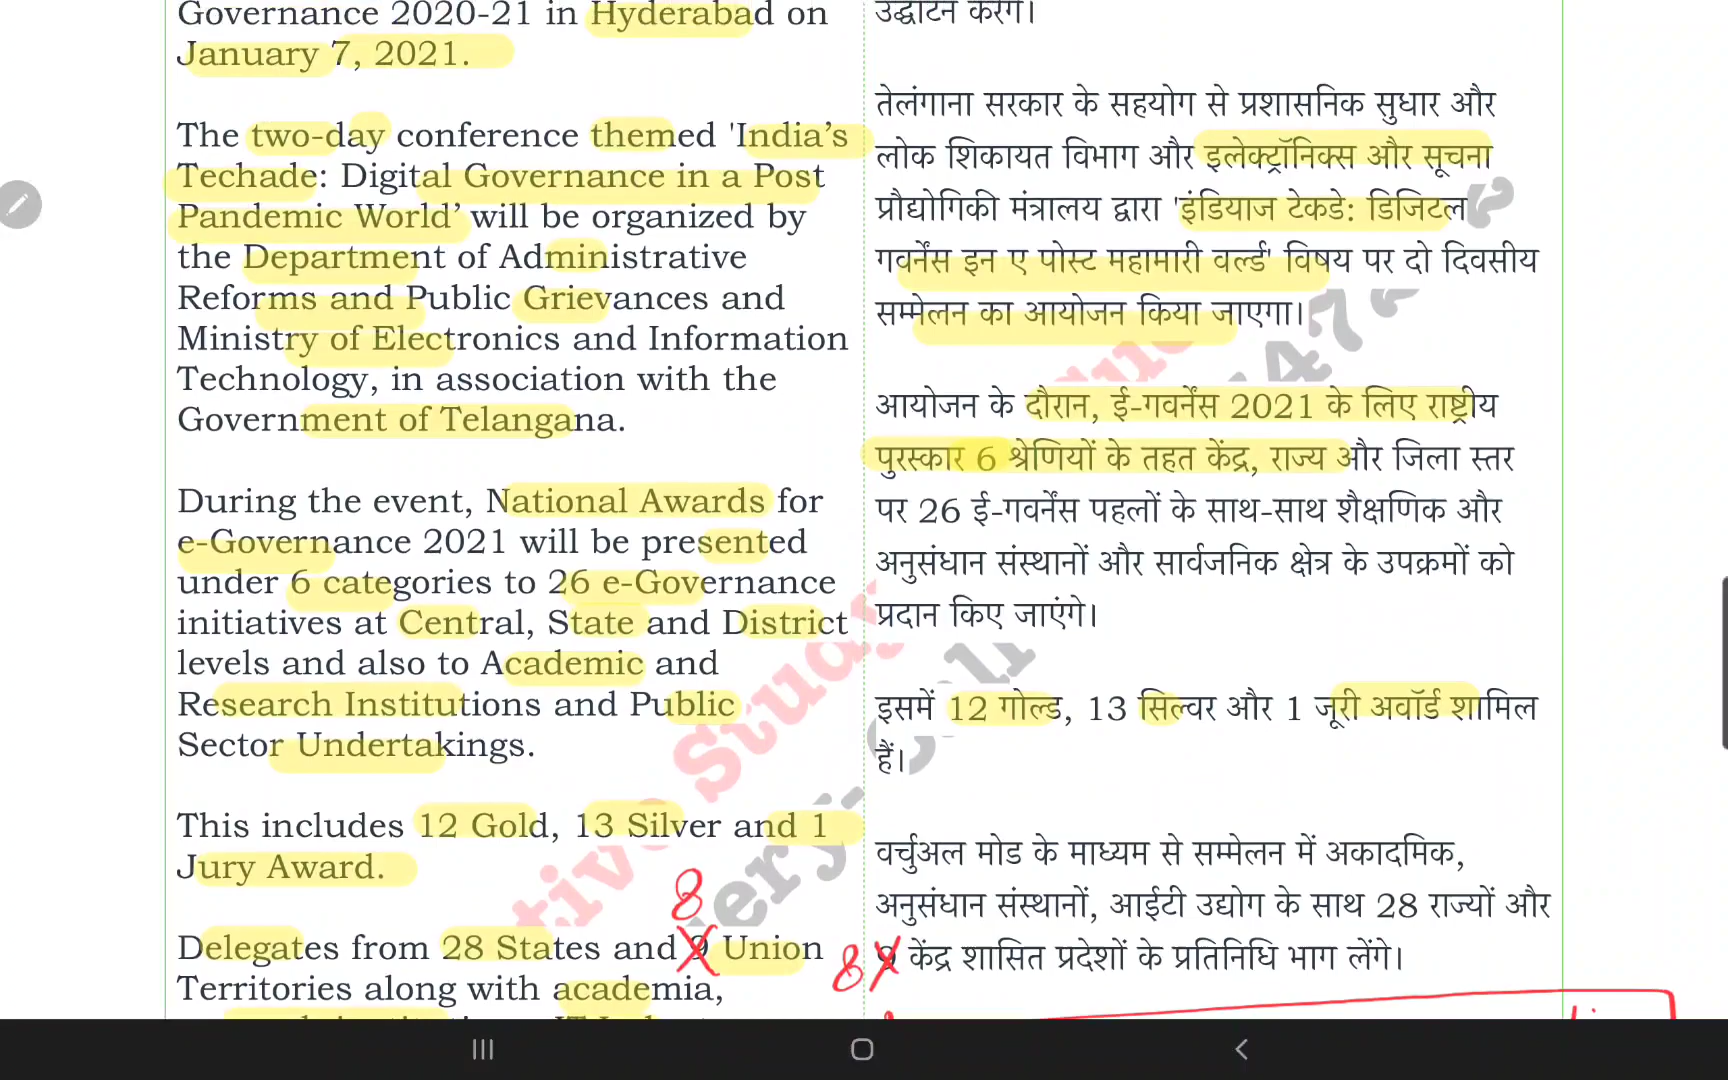 Governance 2020-21 in Hyderabad on
January 7, 2021.
The two-day conference themed 'India’s
Techade: Digital Governance in a Post
Pandemic World’ will be organized by
the Department of Administrative
Reforms and Public Grievances and
Ministry of Electronics and Information
Technology, in association with the
Government of Telangana.
During the event, National Awards for
e-Governance 2021 will be presented
under 6 categories to 26 e-Governance
initiatives at Central, State and District
levels and also to Academic and
Research Institutions and Public
Sector Undertakings.
This includes 12 Gold, 13 Silver and 1
Jury Award.
8
Delegates from 28 States and 9 Union
Territories along with academia,
उद्घाटन करेंगे।
तेलंगाना सरकार के सहयोग से प्रशासनिक सुधार और
लोक शिकायत विभाग और इलेक्ट्रॉनिक्स और सूचना
प्रौद्योगिकी मंत्रालय द्वारा 'इंडियाज टेकडे: डिजिटल
गवर्नेंस इन ए पोस्ट महामारी वर्ल्ड' विषय पर दो दिवसीय
सम्मेलन का आयोजन किया जाएगा।
आयोजन के दौरान, ई-गवर्नेंस 2021 के लिए राष्ट्रीय
पुरस्कार 6 श्रेणियों के तहत केंद्र, राज्य और जिला स्तर
पर 26 ई-गवर्नेंस पहलों के साथ-साथ शैक्षणिक और
अनुसंधान संस्थानों और सार्वजनिक क्षेत्र के उपक्रमों को
प्रदान किए जाएंगे।
इसमें 12 गोल्ड, 13 सिल्वर और 1 जूरी अवॉर्ड शामिल
हैं।
वर्चुअल मोड के माध्यम से सम्मेलन में अकादमिक,
अनुसंधान संस्थानों, आईटी उद्योग के साथ 28 राज्यों और
8 9 केंद्र शासित प्रदेशों के प्रतिनिधि भाग लेंगे।